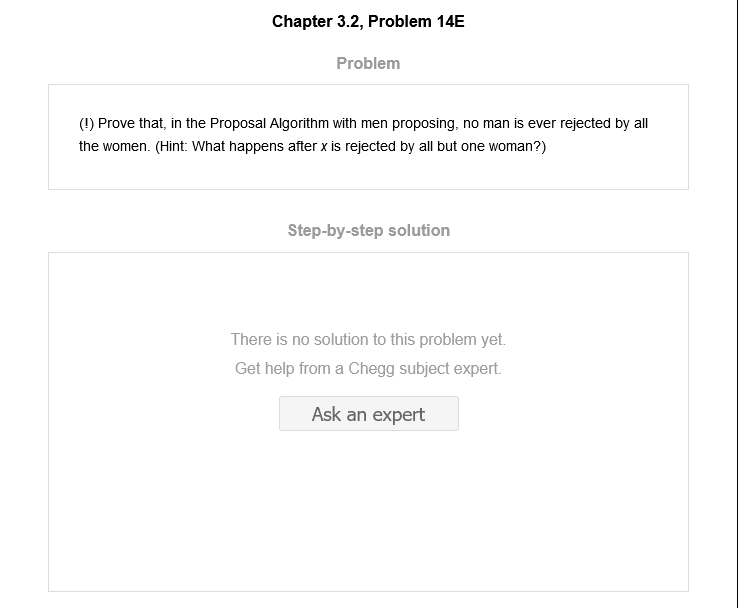 Chapter 3.2, Problem 14E
Problem
(!) Prove that, in the Proposal Algorithm with men proposing, no man is ever rejected by all
the women. (Hint: What happens after x is rejected by all but one woman?)
Step-by-step solution
There is no solution to this problem yet.
Get help from a Chegg subject expert.
Ask an expert